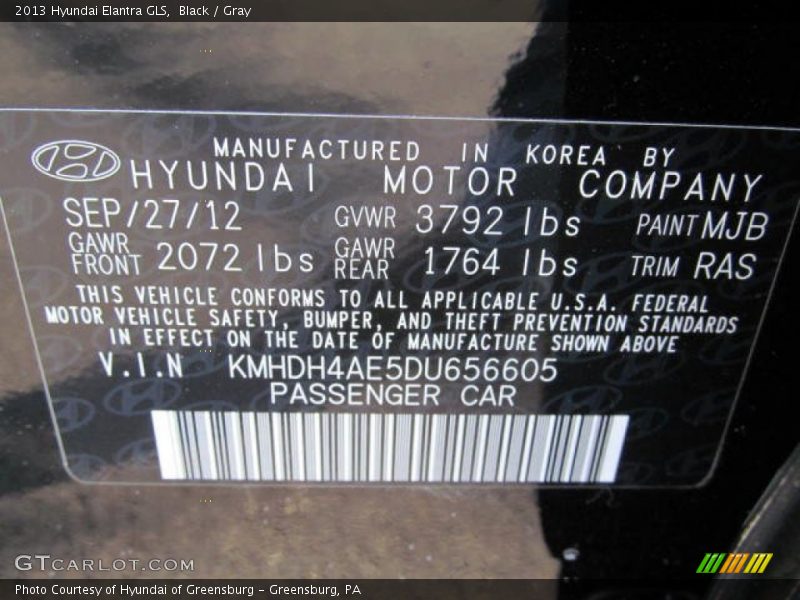 2013 Hyundai Elantra GLS, Black / Gray
MANUFACTURED IN KOREA BY
HYUNDAI MOTOR COMPANY
SEP/27/12 GVWR 3792 lbs PAINT MJB
GAWR FRONT 2072 lbs GAWR REAR 1764 lbs TRIM RAS
THIS VEHICLE CONFORMS TO ALL APPLICABLE U.S.A. FEDERAL
MOTOR VEHICLE SAFETY, BUMPER, AND THEFT PREVENTION STANDARDS
IN EFFECT ON THE DATE OF MANUFACTURE SHOWN ABOVE
V.I.N KMHDH4AE5DU656605
PASSENGER CAR
GTCARLOT.COM
Photo Courtesy of Hyundai of Greensburg - Greensburg, PA